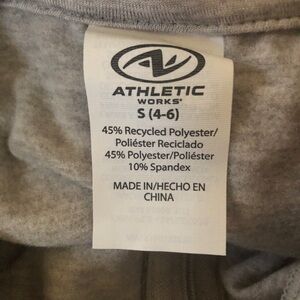 ATHLETIC
WORKS®
S (4-6)
45% Recycled Polyester/
Poliéster Reciclado
45% Polyester/Poliéster
10% Spandex
MADE IN/HECHO EN
CHINA